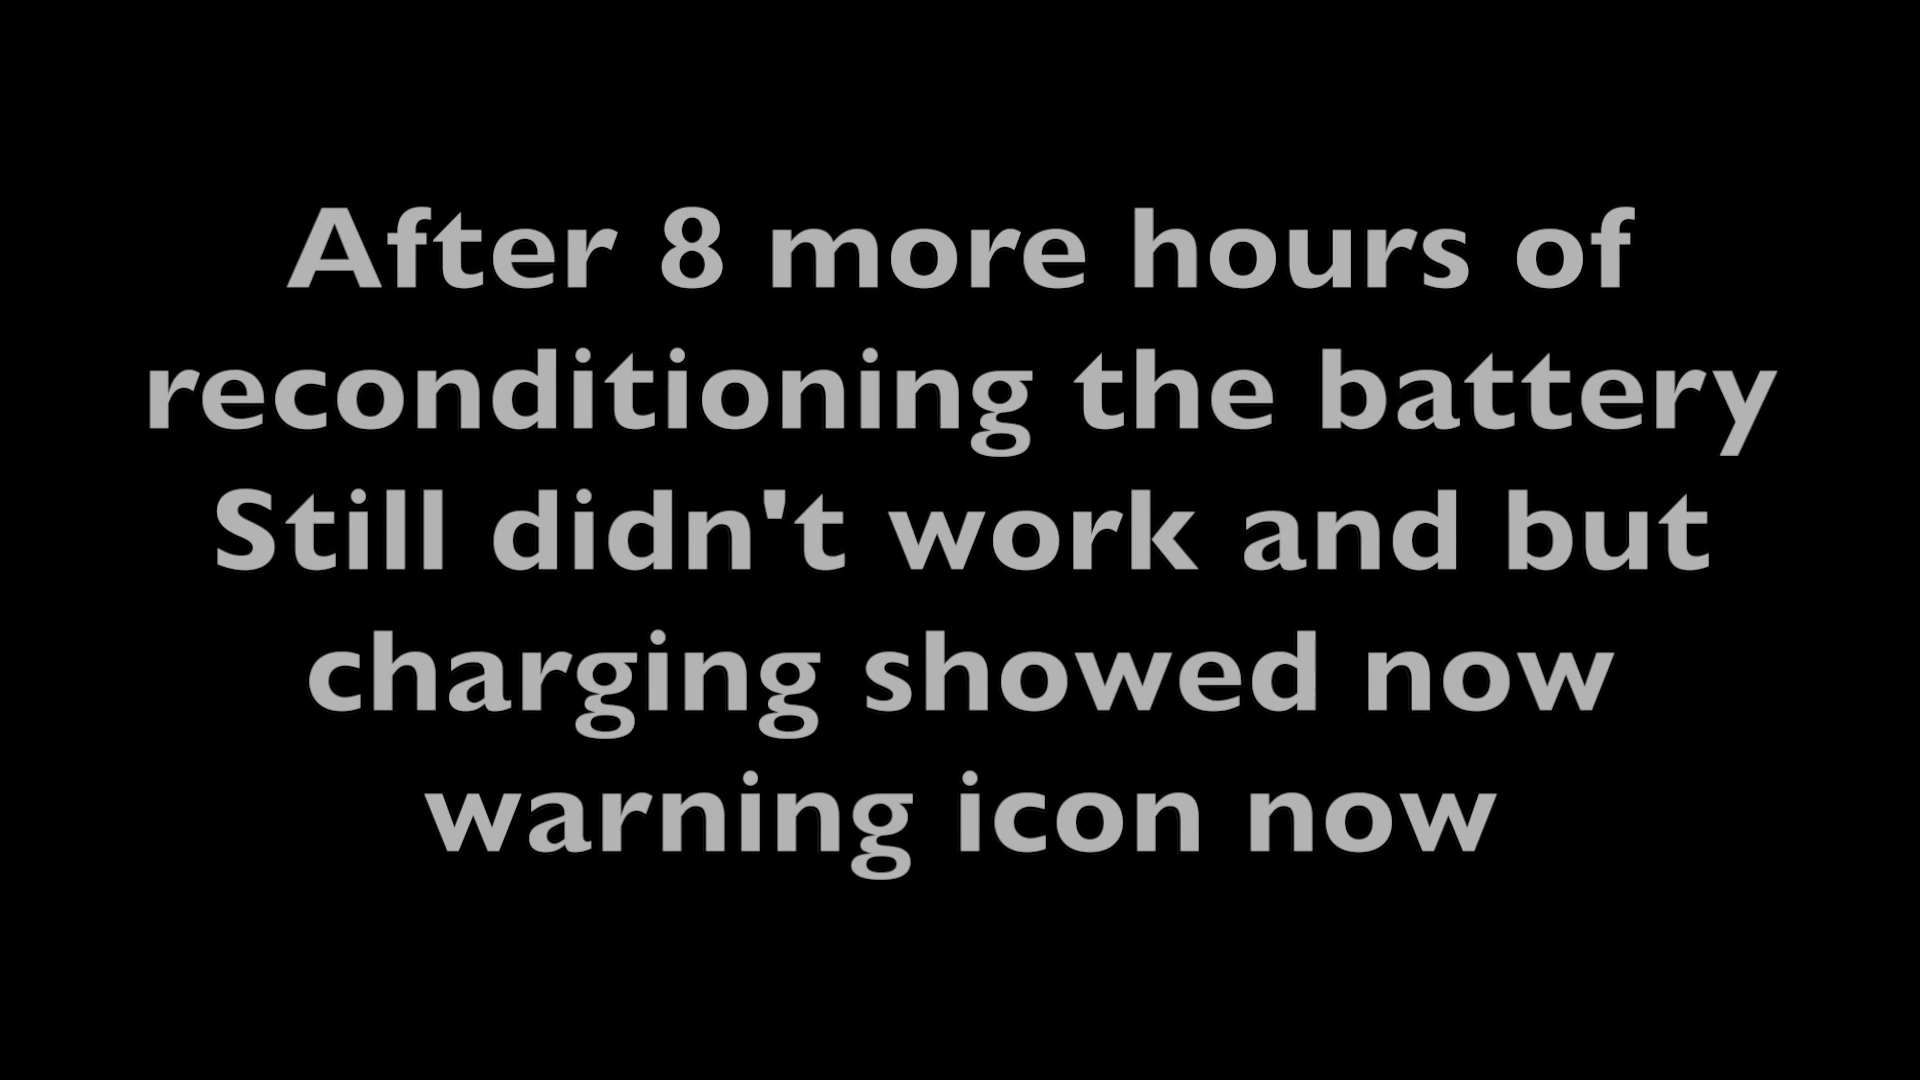 After 8 more hours of
reconditioning the battery
Still didn't work and but
charging showed now
warning icon now